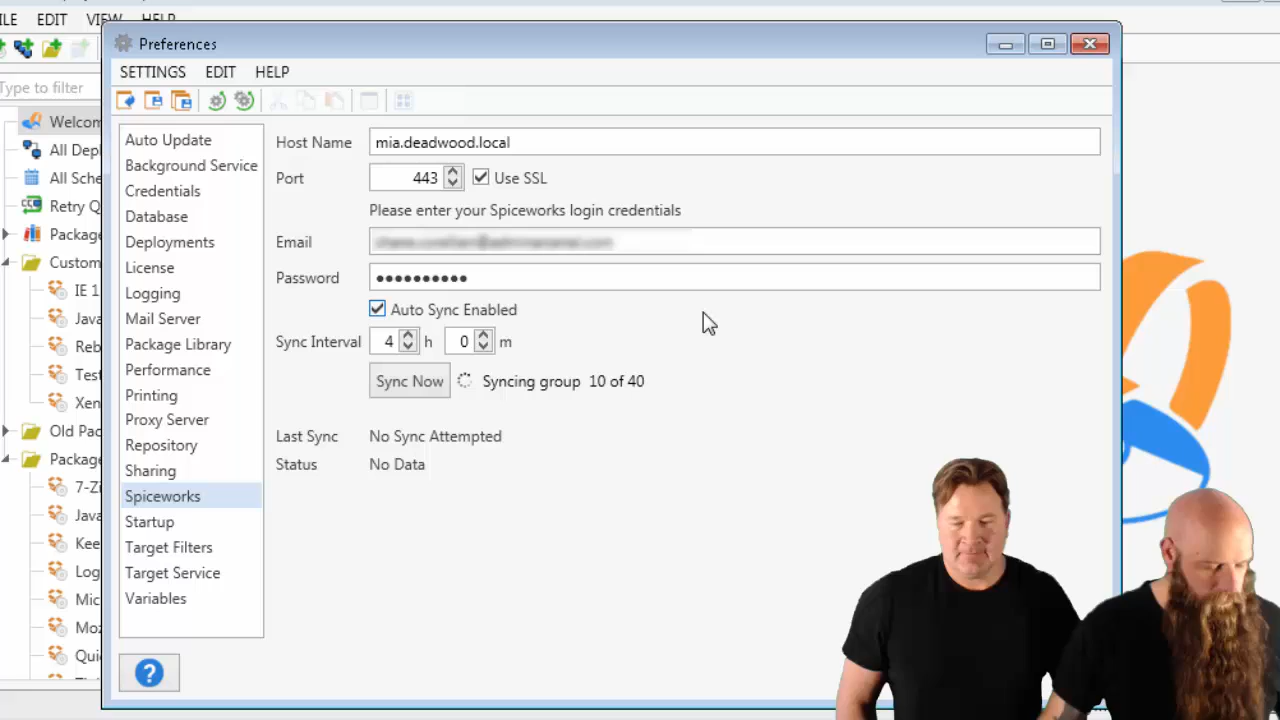 EDIT VIEW HELP
Type to filter
Welcom
All Depl
All Sche
Retry Q
Package
Custom
IE 1
Java
Reb
Test
Xen
Old Pac
Package
7-Zi
Java
Kee
Log
Mic
Moz
Quic
Preferences
SETTINGS EDIT HELP
Auto Update
Background Service
Credentials
Database
Deployments
License
Logging
Mail Server
Package Library
Performance
Printing
Proxy Server
Repository
Sharing
Spiceworks
Startup
Target Filters
Target Service
Variables
Host Name mia.deadwood.local
Port 443 Use SSL
Please enter your Spiceworks login credentials
Email
Password ●●●●●●●●●●
Auto Sync Enabled
Sync Interval 4 h 0 m
Sync Now Syncing group 10 of 40
Last Sync No Sync Attempted
Status No Data
?